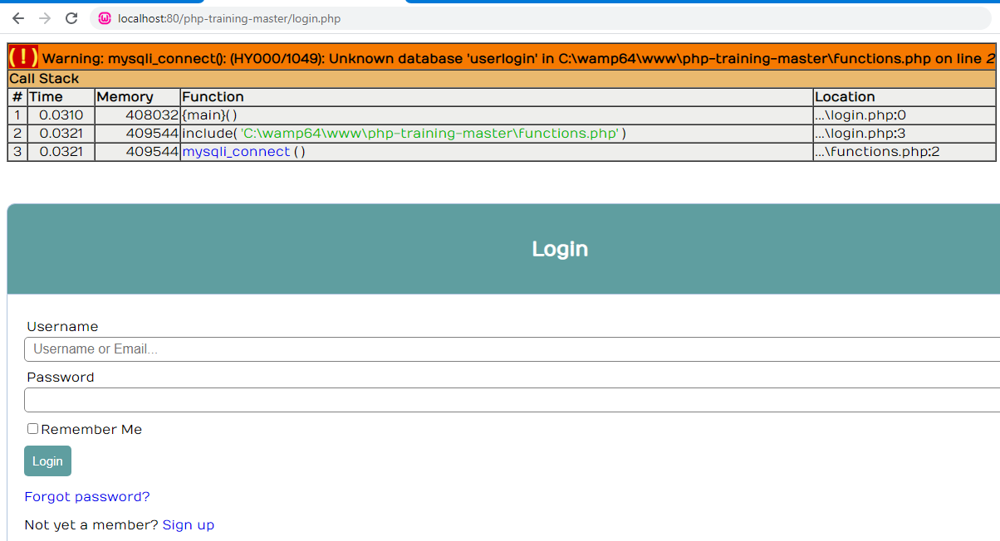 localhost:80/php-training-master/login.php
( ! ) Warning: mysqli_connect(): (HY000/1049): Unknown database 'userlogin' in C:\wamp64\www\php-training-master\functions.php on line 2
Call Stack
# Time Memory Function Location
1 0.0310 408032 {main}( ) ...\login.php:0
2 0.0321 409544 include( 'C:\wamp64\www\php-training-master\functions.php' ) ...\login.php:3
3 0.0321 409544 mysqli_connect ( ) ...\functions.php:2
Login
Username
Username or Email...
Password
Remember Me
Login
Forgot password?
Not yet a member? Sign up